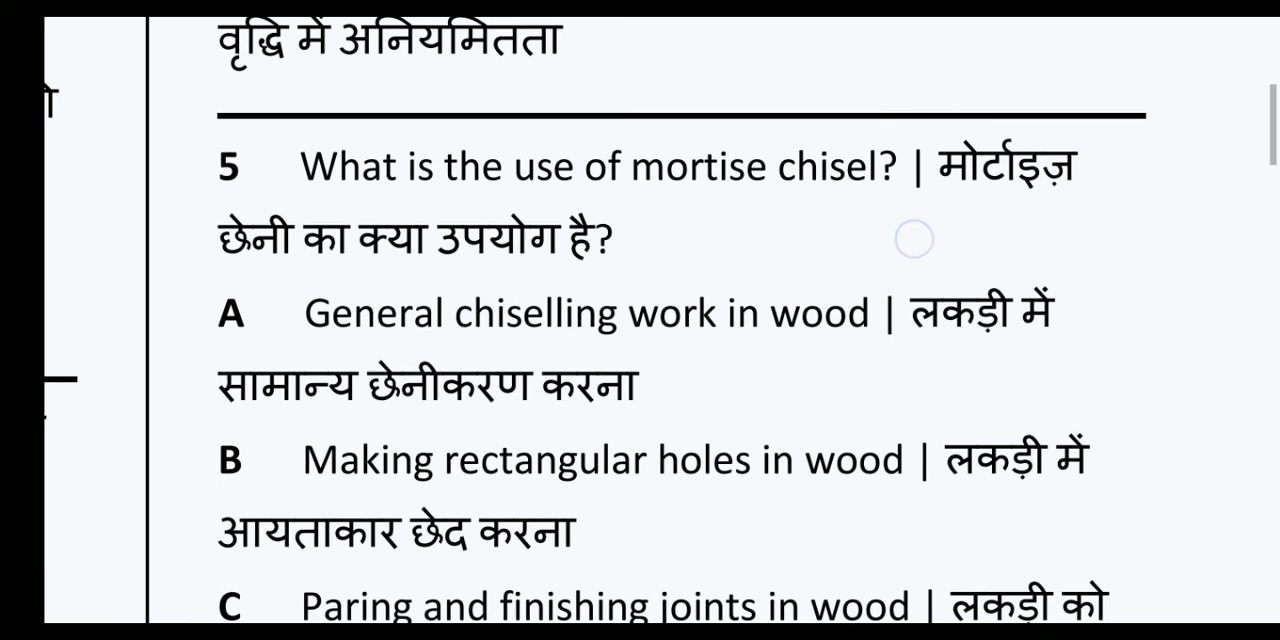 वृद्धि में अनियमितता
5 What is the use of mortise chisel? | मोर्टाइज़
छेनी का क्या उपयोग है?
A General chiselling work in wood | लकड़ी में
सामान्य छेनीकरण करना
B Making rectangular holes in wood | लकड़ी में
आयताकार छेद करना
C Paring and finishing joints in wood | लकड़ी को